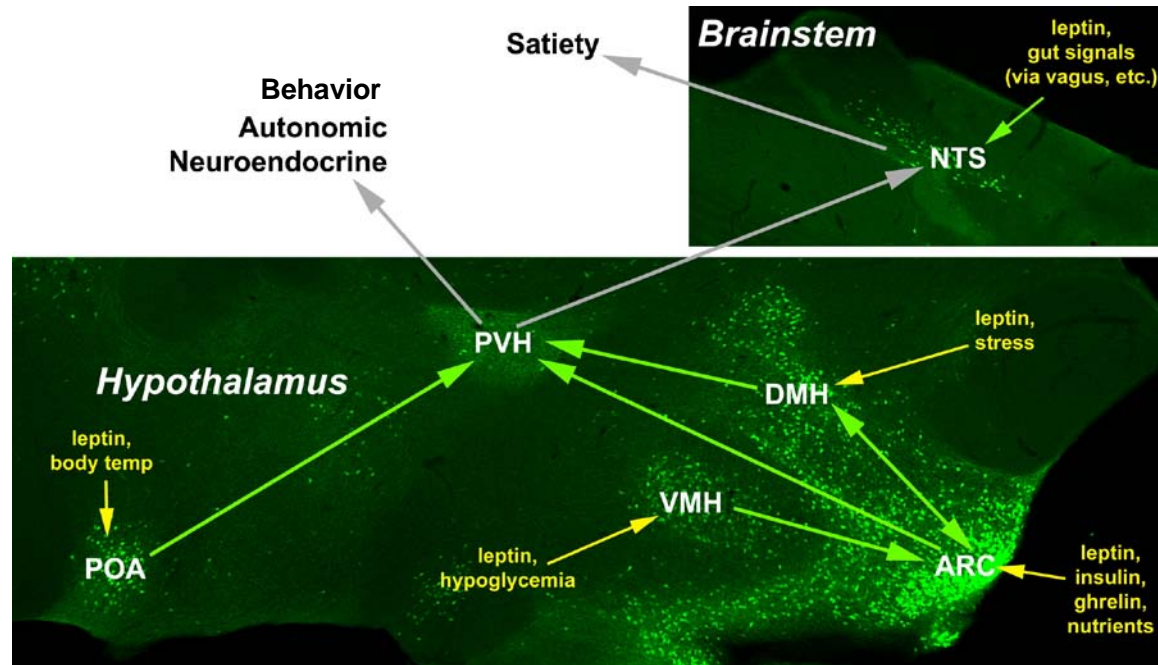 Brainstem
leptin,
gut signals
(via vagus, etc.)
Satiety
NTS
Behavior
Autonomic
Neuroendocrine
PVH
Hypothalamus
leptin,
stress
DMH
leptin,
body temp
VMH
POA
leptin,
hypoglycemia
ARC
leptin,
insulin,
ghrelin,
nutrients